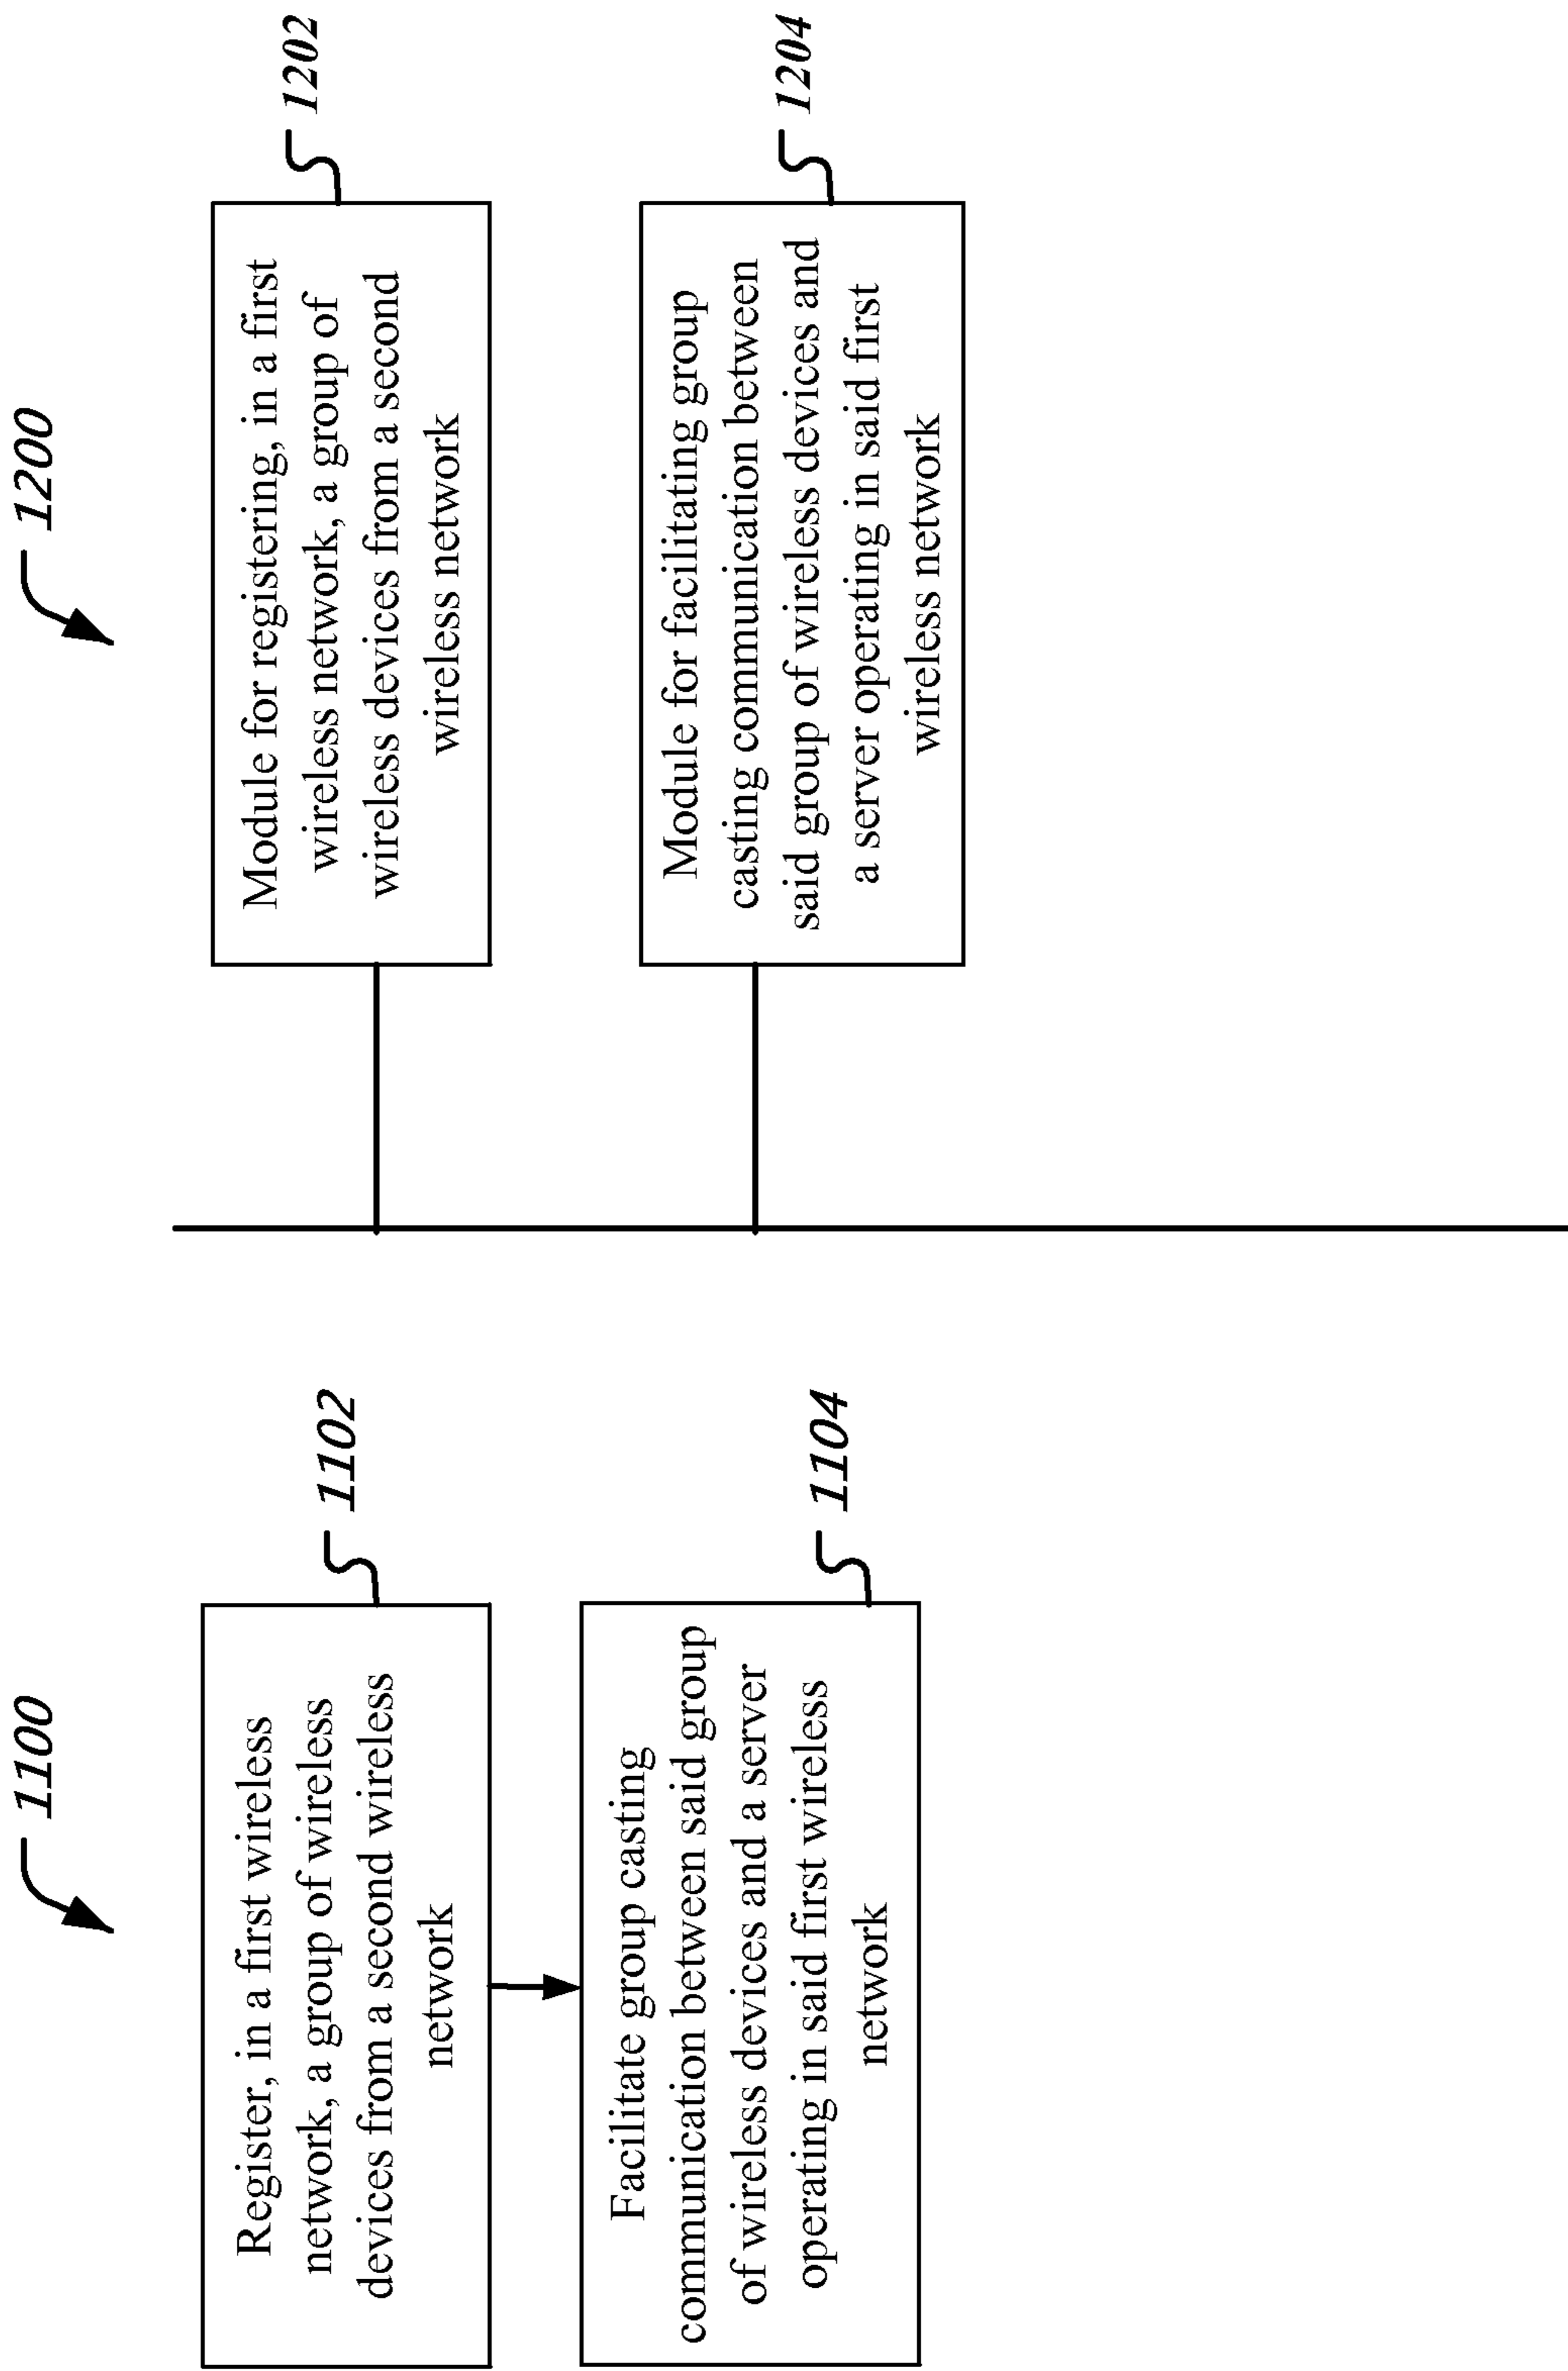 1100
Register, in a first wireless
network, a group of wireless
devices from a second wireless
network
1102
Facilitate group casting
communication between said group
of wireless devices and a server
operating in said first wireless
network
1104
1200
Module for registering, in a first
wireless network, a group of
wireless devices from a second
wireless network
1202
Module for facilitating group
casting communication between
said group of wireless devices and
a server operating in said first
wireless network
1204